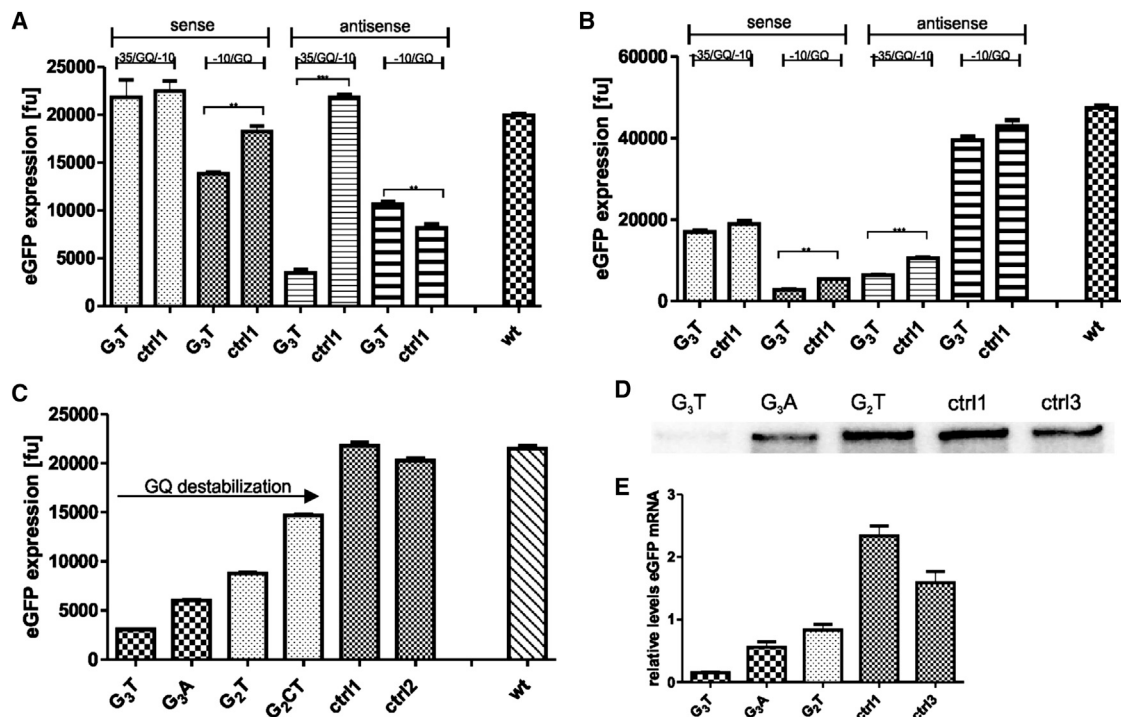 A
sense
antisense
-35/GQ/-10
-10/GQ
-35/GQ/-10
-10/GQ
eGFP expression [fu]
25000
20000
15000
10000
5000
0
**
***
**
G3T
ctrl1
G3T
ctrl1
G3T
ctrl1
G3T
ctrl1
wt
B
sense
antisense
-35/GQ/-10
-10/GQ
-35/GQ/-10
-10/GQ
eGFP expression [fu]
60000
40000
20000
0
**
***
G3T
ctrl1
G3T
ctrl1
G3T
ctrl1
G3T
ctrl1
wt
C
eGFP expression [fu]
25000
20000
15000
10000
5000
0
GQ destabilization
G3T
G3A
G2T
G2CT
ctrl1
ctrl2
wt
D
G3T
G3A
G2T
ctrl1
ctrl3
E
relative levels eGFP mRNA
3
2
1
0
G3T
G3A
G2T
ctrl1
ctrl3